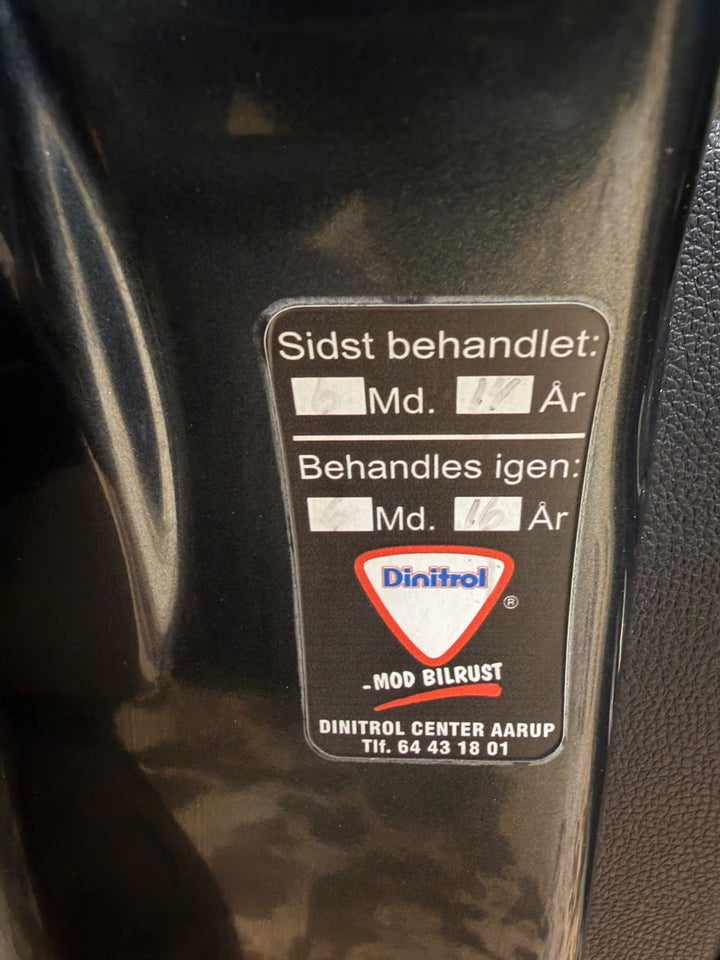 Sidst behandlet:
6 Md. 14 År
Behandles igen:
Md. 16 År
Dinitrol
®
-MOD BILRUST
DINITROL CENTER AARUP
Tlf. 64 43 18 01